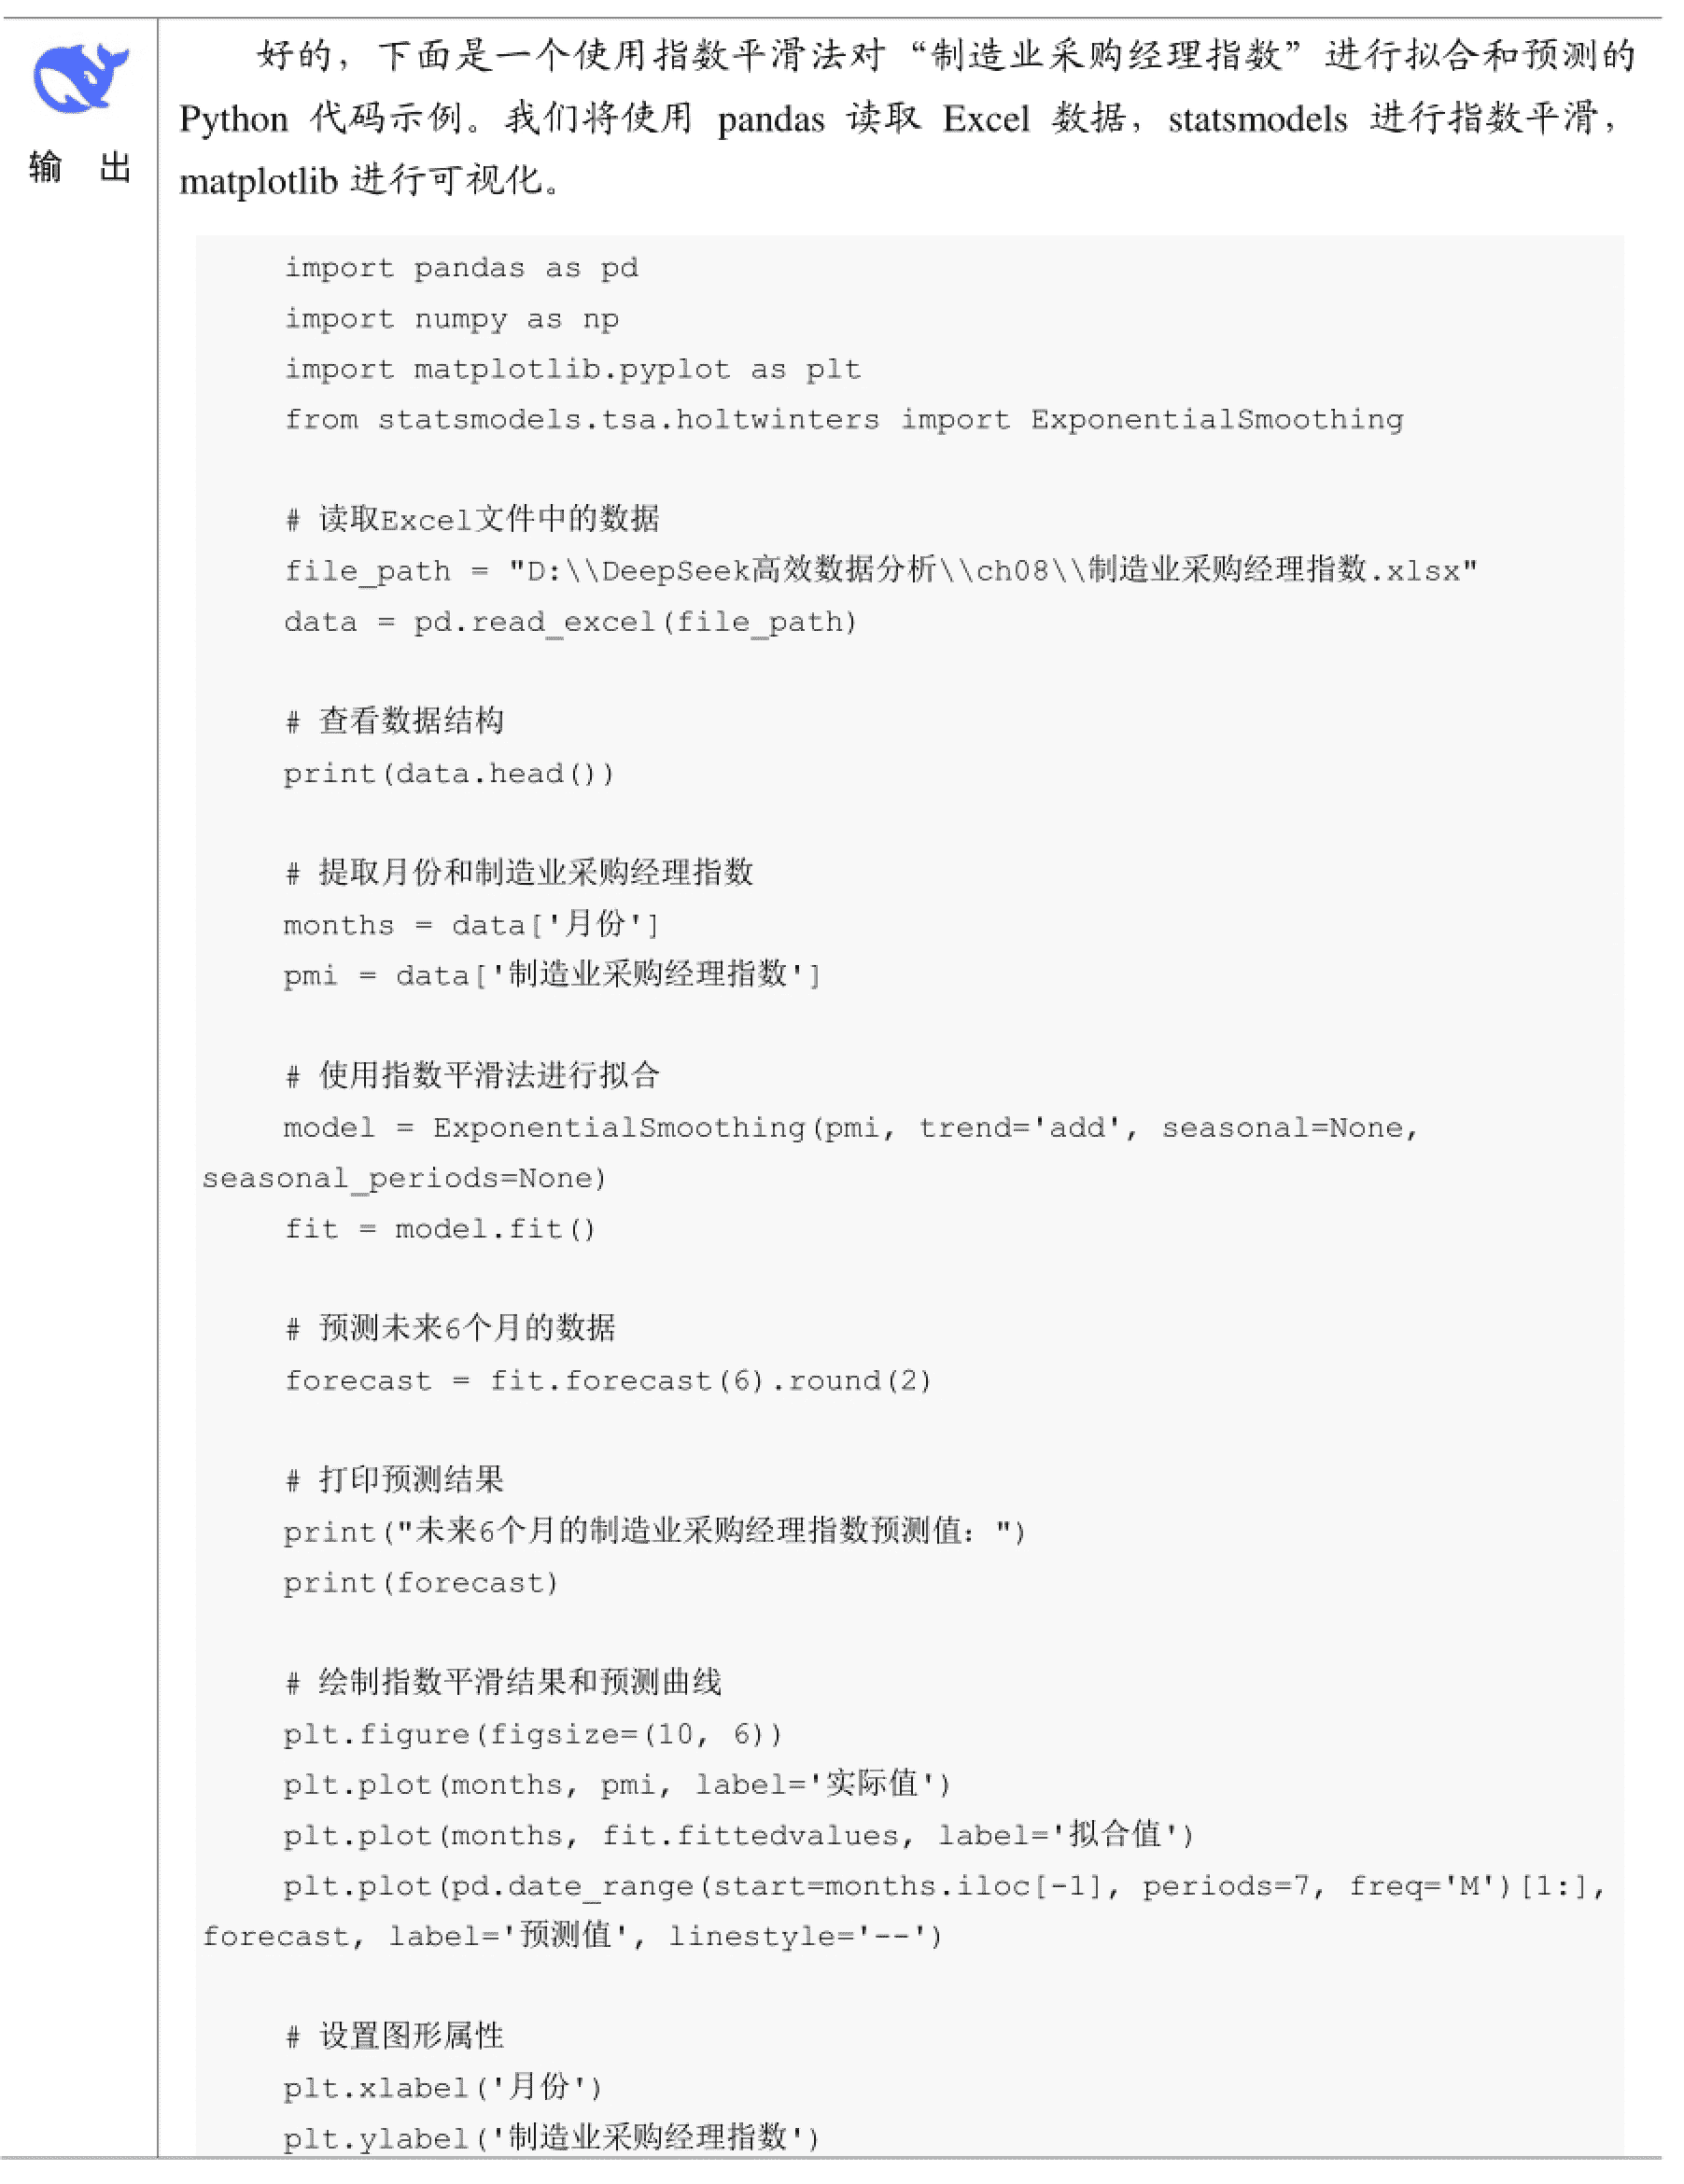 输 出
好的，下面是一个使用指数平滑法对“制造业采购经理指数”进行拟合和预测的
Python 代码示例。我们将使用 pandas 读取 Excel 数据，statsmodels 进行指数平滑，
matplotlib 进行可视化。
import pandas as pd
import numpy as np
import matplotlib.pyplot as plt
from statsmodels.tsa.holtwinters import ExponentialSmoothing
# 读取Excel文件中的数据
file_path = "D:\\DeepSeek高效数据分析\\ch08\\制造业采购经理指数.xlsx"
data = pd.read_excel(file_path)
# 查看数据结构
print(data.head())
# 提取月份和制造业采购经理指数
months = data['月份']
pmi = data['制造业采购经理指数']
# 使用指数平滑法进行拟合
model = ExponentialSmoothing(pmi, trend='add', seasonal=None,
seasonal_periods=None)
fit = model.fit()
# 预测未来6个月的数据
forecast = fit.forecast(6).round(2)
# 打印预测结果
print("未来6个月的制造业采购经理指数预测值：")
print(forecast)
# 绘制指数平滑结果和预测曲线
plt.figure(figsize=(10, 6))
plt.plot(months, pmi, label='实际值')
plt.plot(months, fit.fittedvalues, label='拟合值')
plt.plot(pd.date_range(start=months.iloc[-1], periods=7, freq='M')[1:],
forecast, label='预测值', linestyle='--')
# 设置图形属性
plt.xlabel('月份')
plt.ylabel('制造业采购经理指数')